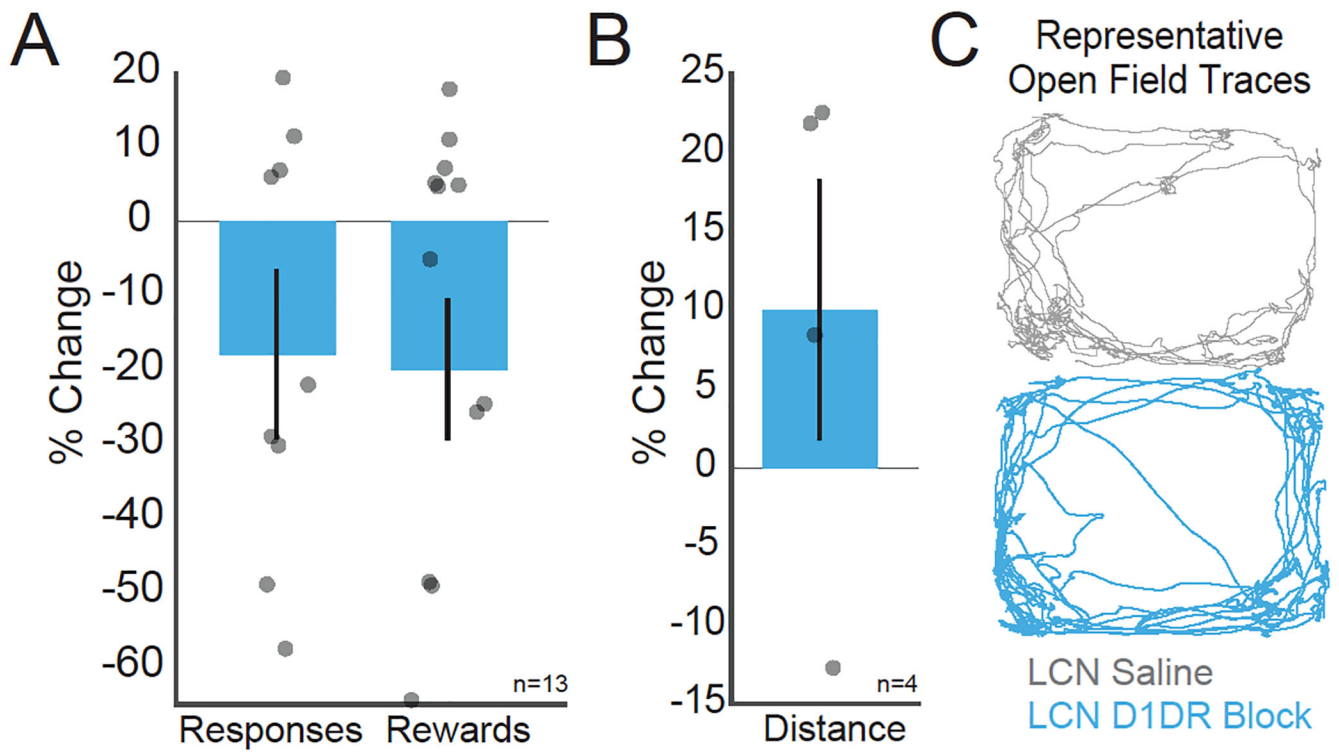 A
% Change
20
10
0
-10
-20
-30
-40
-50
-60
n=13
Responses Rewards
B
% Change
25
20
15
10
5
0
-5
-10
-15
n=4
Distance
C
Representative
Open Field Traces
LCN Saline
LCN D1DR Block